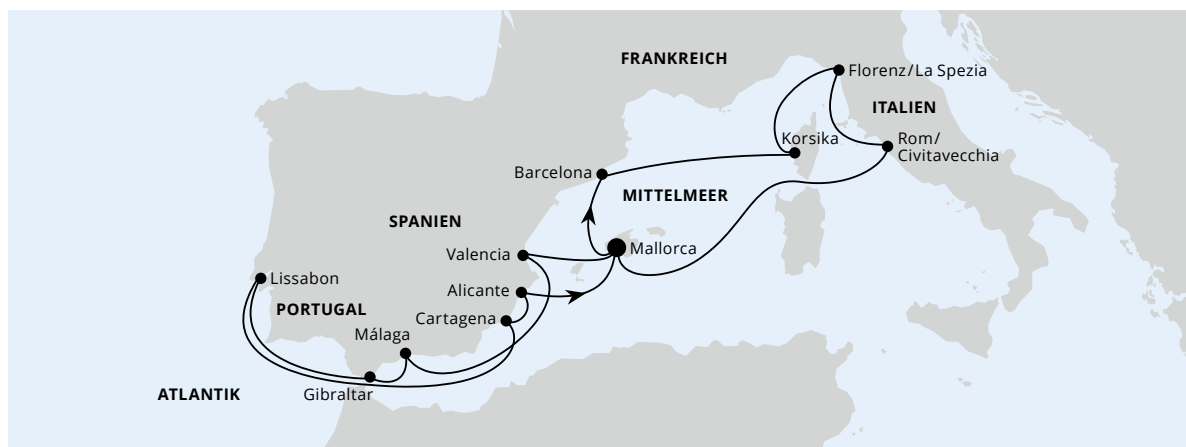 FRANKREICH
Florenz/La Spezia
ITALIEN
Korsika
Rom/
Civitavecchia
Barcelona
MITTELMEER
SPANIEN
Valencia
Mallorca
Lissabon
Alicante
PORTUGAL
Cartagena
Málaga
ATLANTIK
Gibraltar